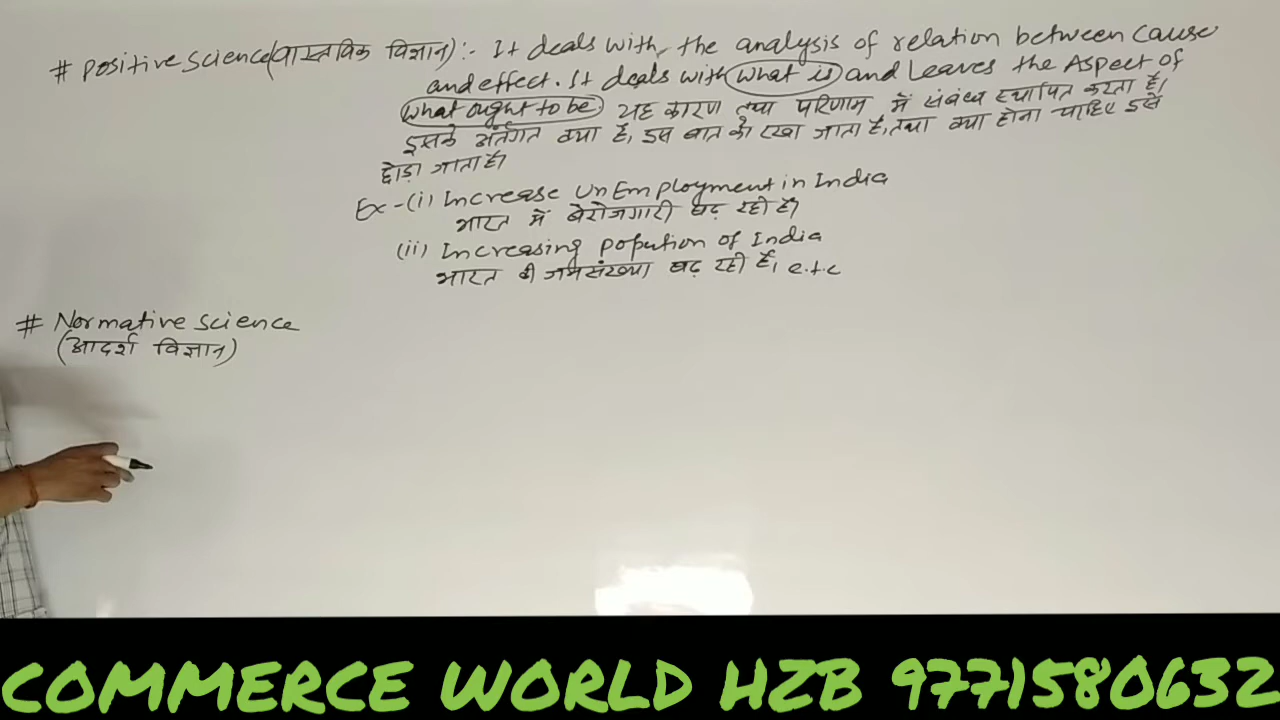 # positive science(वास्तविक विज्ञान):- It deals with, the analysis of relation between cause
and effect. It deals with what is and Leaves the Aspect of
what ought to be. यह कारण तथा परिणाम में संबंध स्थापित करता है,
इसके अंतर्गत क्या है, इस बात को रखा जाता है, तथा क्या होना चाहिए इसे
छोड़ा जाता है।
Ex-(i) Increase UnEmployment in India
भारत में बेरोजगारी बढ़ रही है।
(ii) Increasing popution of India
भारत की जनसंख्या बढ़ रही है, e.t.c
# Normative science
(आदर्श विज्ञान)
COMMERCE WORLD HZB 9771580632